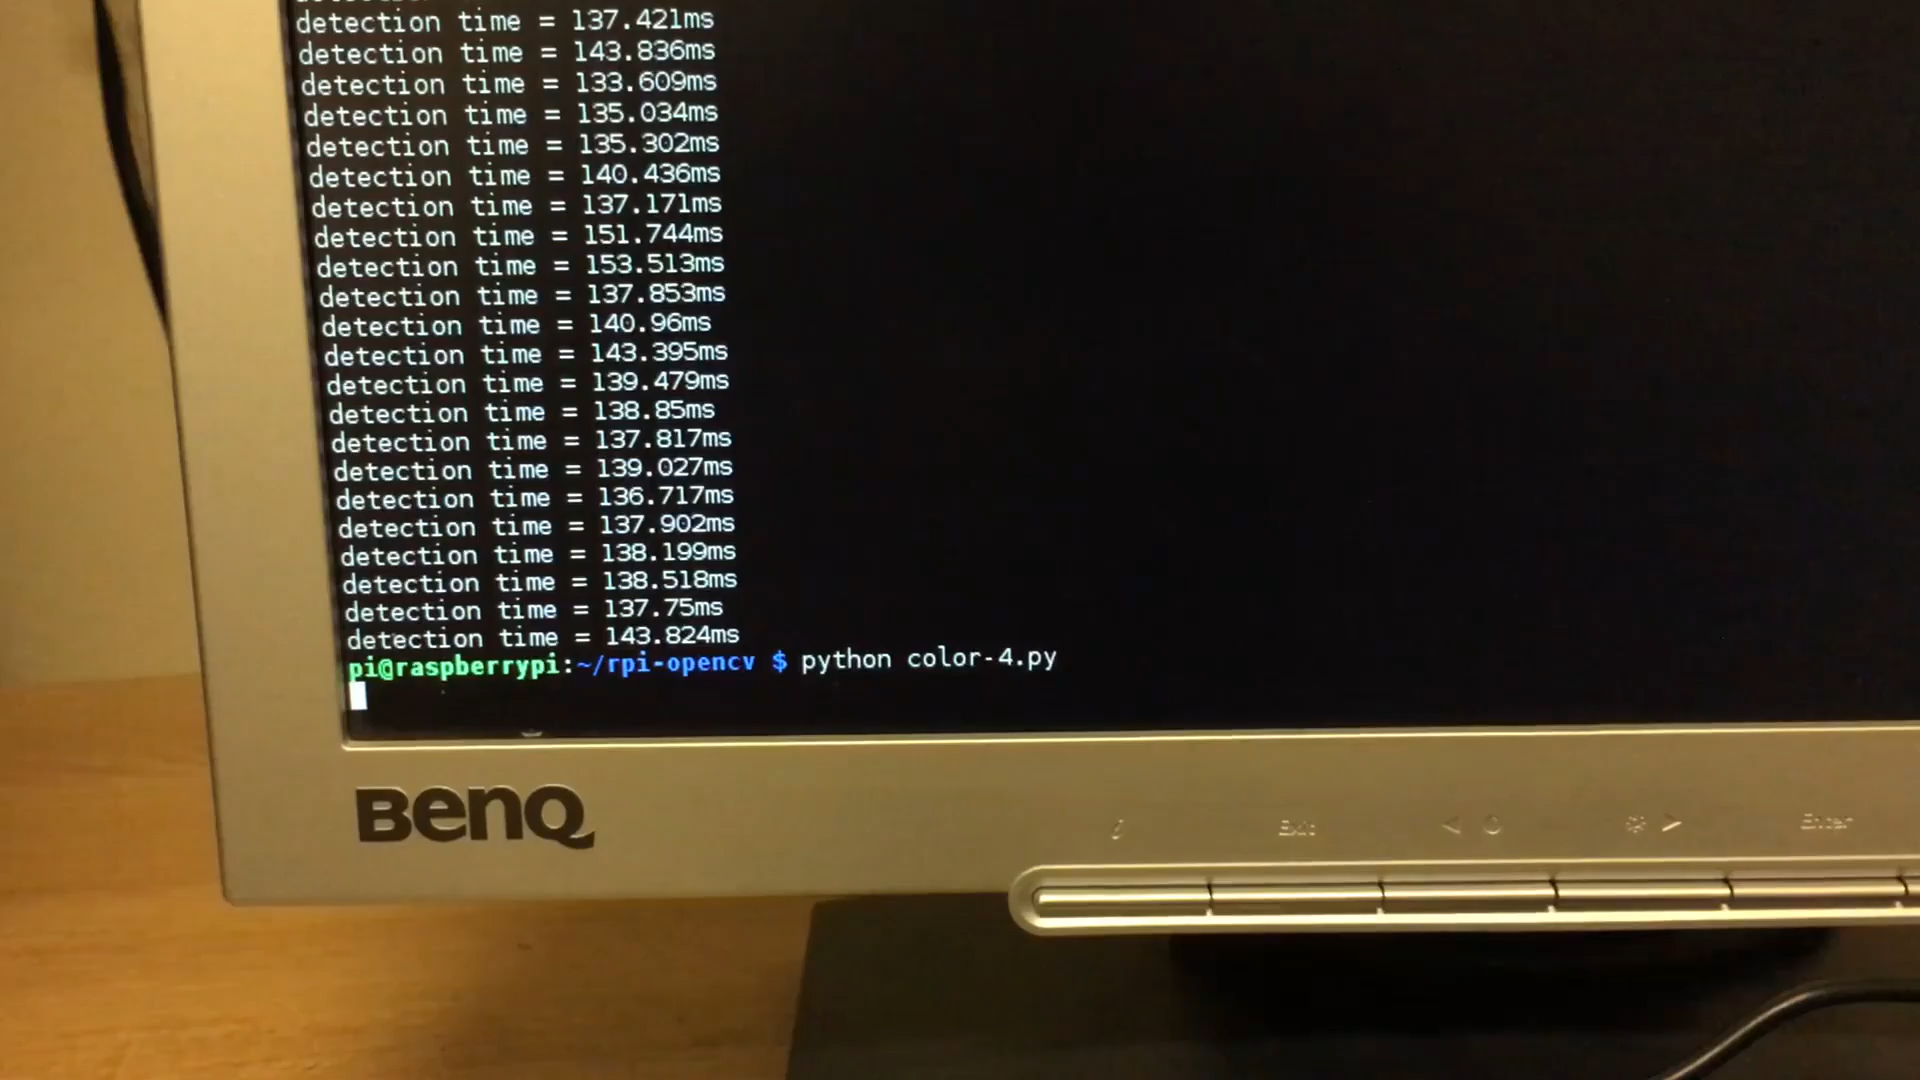 detection time = 137.421ms
detection time = 143.836ms
detection time = 133.609ms
detection time = 135.034ms
detection time = 135.302ms
detection time = 140.436ms
detection time = 137.171ms
detection time = 151.744ms
detection time = 153.513ms
detection time = 137.853ms
detection time = 140.96ms
detection time = 143.395ms
detection time = 139.479ms
detection time = 138.85ms
detection time = 137.817ms
detection time = 139.027ms
detection time = 136.717ms
detection time = 137.902ms
detection time = 138.199ms
detection time = 138.518ms
detection time = 137.75ms
detection time = 143.824ms
pi@raspberrypi:~/rpi-opencv $ python color-4.py
BenQ
i Exit Enter